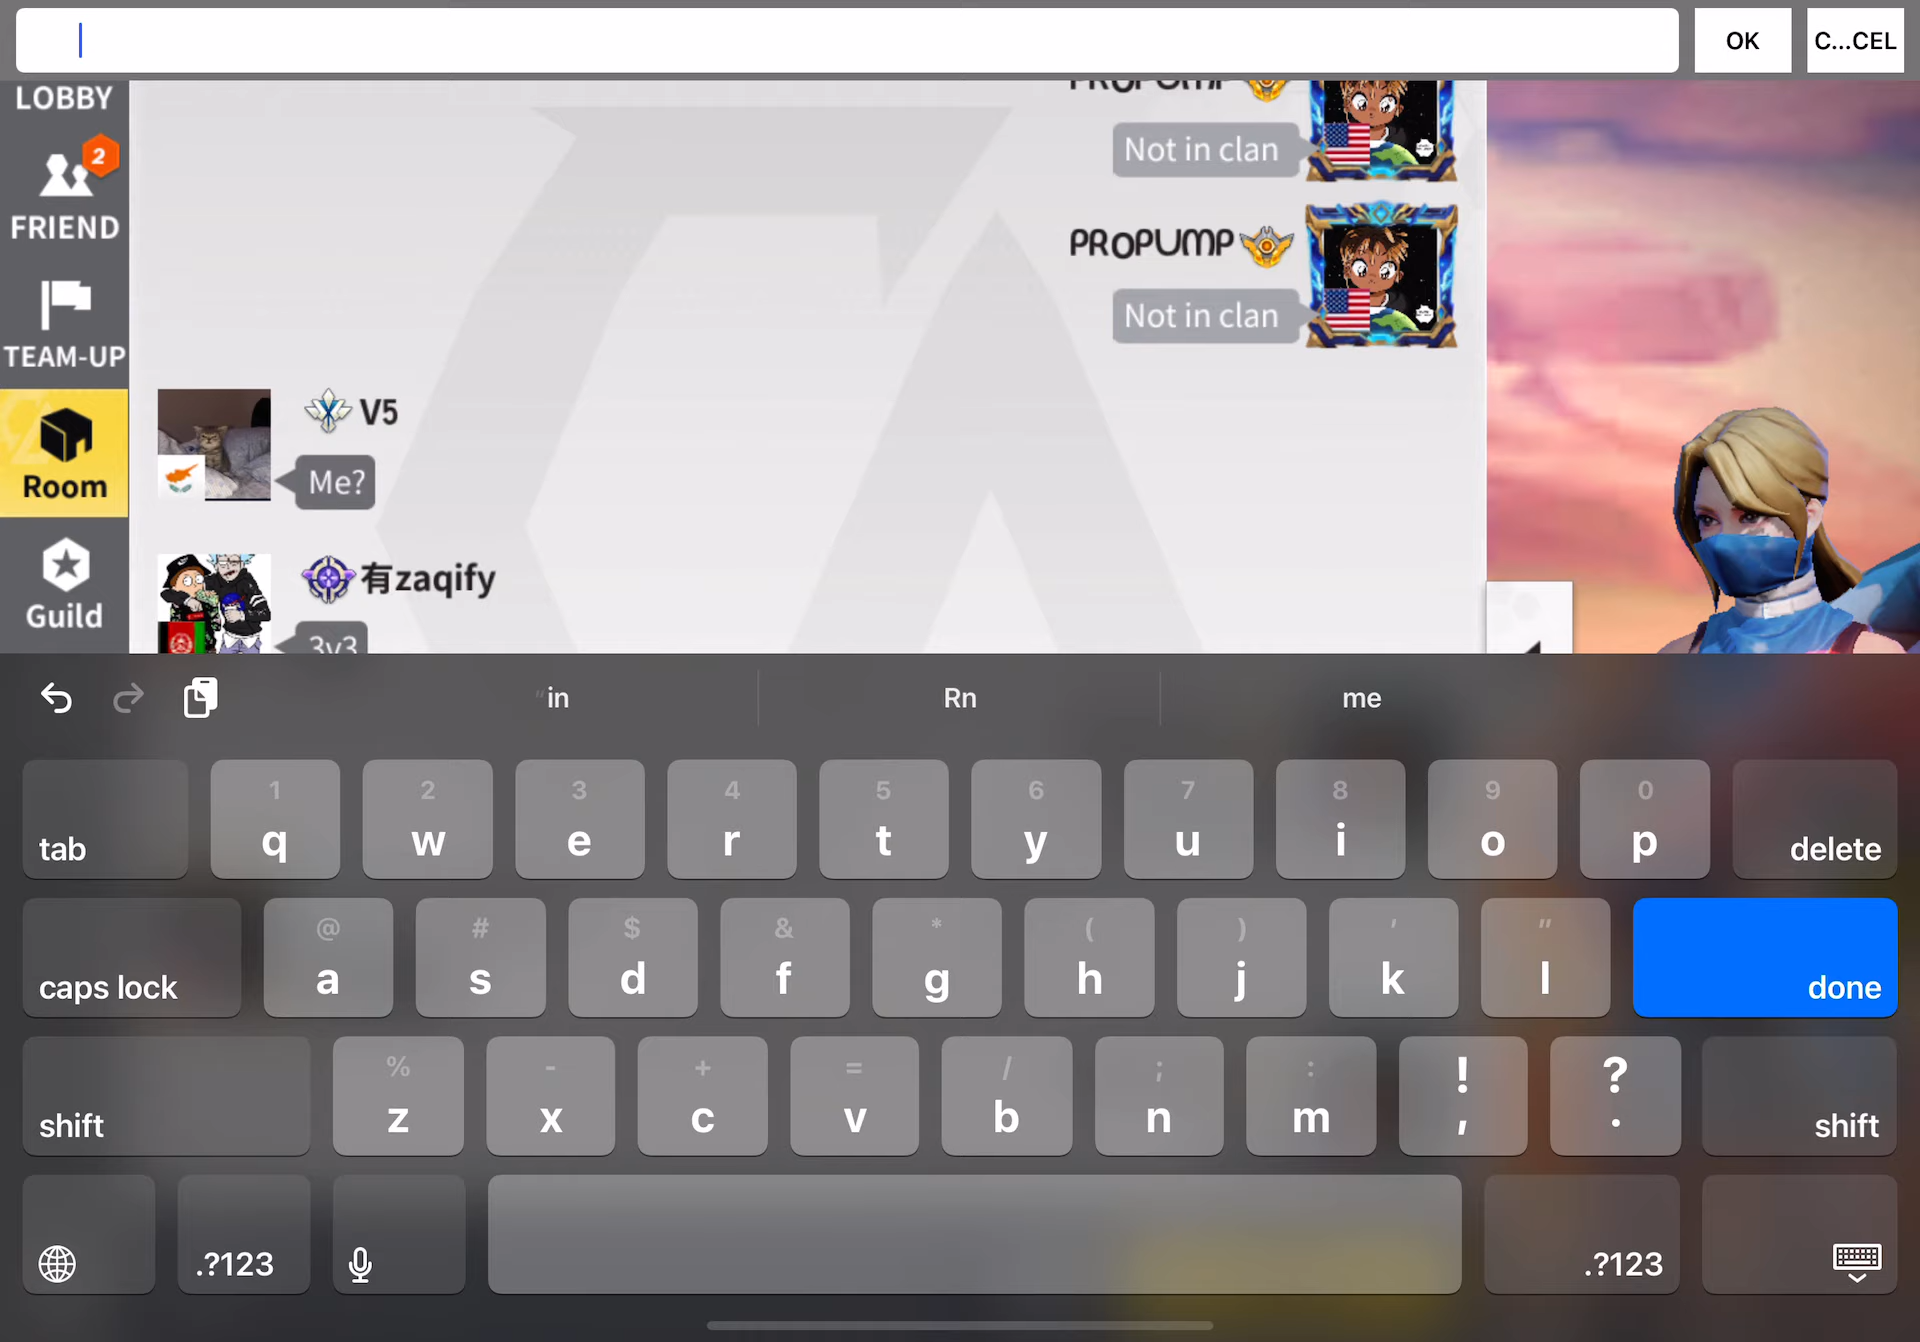 OK
C...CEL
LOBBY
2
FRIEND
TEAM-UP
Room
Guild
PROPUMP
Not in clan
PROPUMP
Not in clan
V5
Me?
有zaqify
3v3
“in
Rn
me
tab
1
q
2
w
3
e
4
r
5
t
6
y
7
u
8
i
9
o
0
p
delete
caps lock
@
a
#
s
$
d
&
f
*
g
(
h
)
j
'
k
"
l
done
shift
%
z
-
x
+
c
=
v
/
b
;
n
:
m
!
,
?
.
shift
.?123
.?123